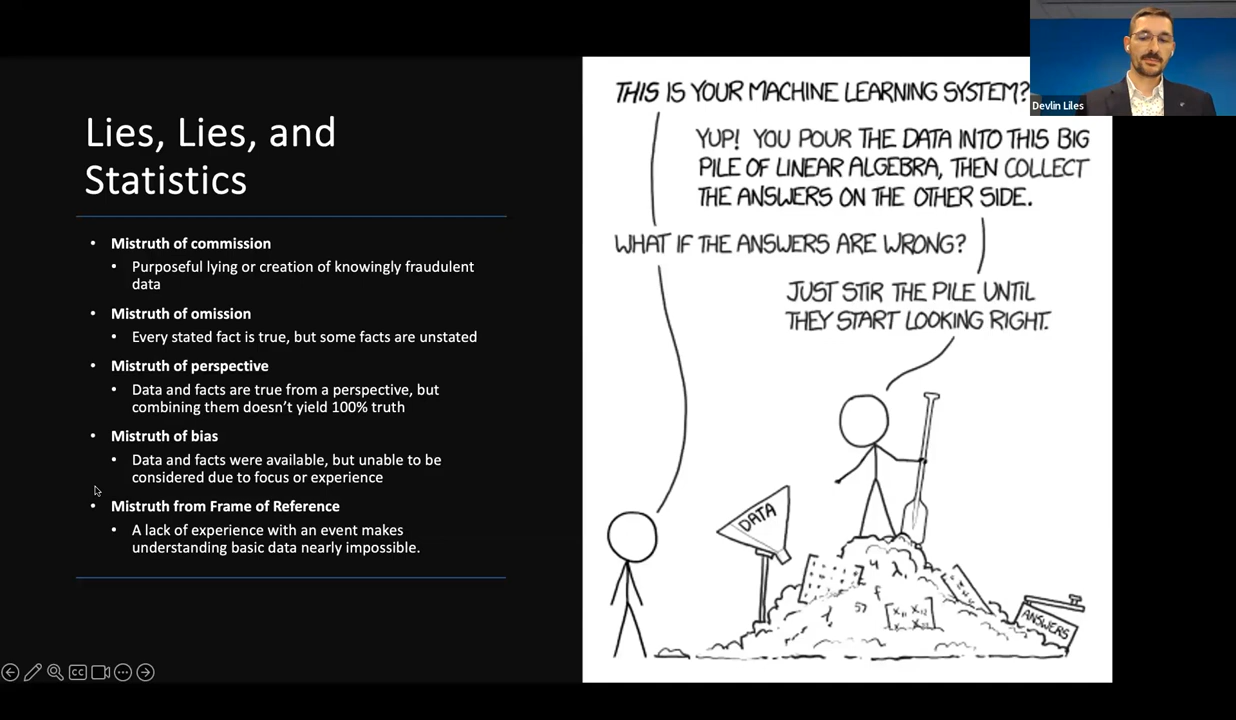 Lies, Lies, and
Statistics
• Mistruth of commission
• Purposeful lying or creation of knowingly fraudulent
data
• Mistruth of omission
• Every stated fact is true, but some facts are unstated
• Mistruth of perspective
• Data and facts are true from a perspective, but
combining them doesn't yield 100% truth
• Mistruth of bias
• Data and facts were available, but unable to be
considered due to focus or experience
• Mistruth from Frame of Reference
• A lack of experience with an event makes
understanding basic data nearly impossible.
THIS IS YOUR MACHINE LEARNING SYSTEM?
YUP! YOU POUR THE DATA INTO THIS BIG
PILE OF LINEAR ALGEBRA, THEN COLLECT
THE ANSWERS ON THE OTHER SIDE.
WHAT IF THE ANSWERS ARE WRONG?
JUST STIR THE PILE UNTIL
THEY START LOOKING RIGHT.
DATA
ANSWERS
Devlin Liles
CC